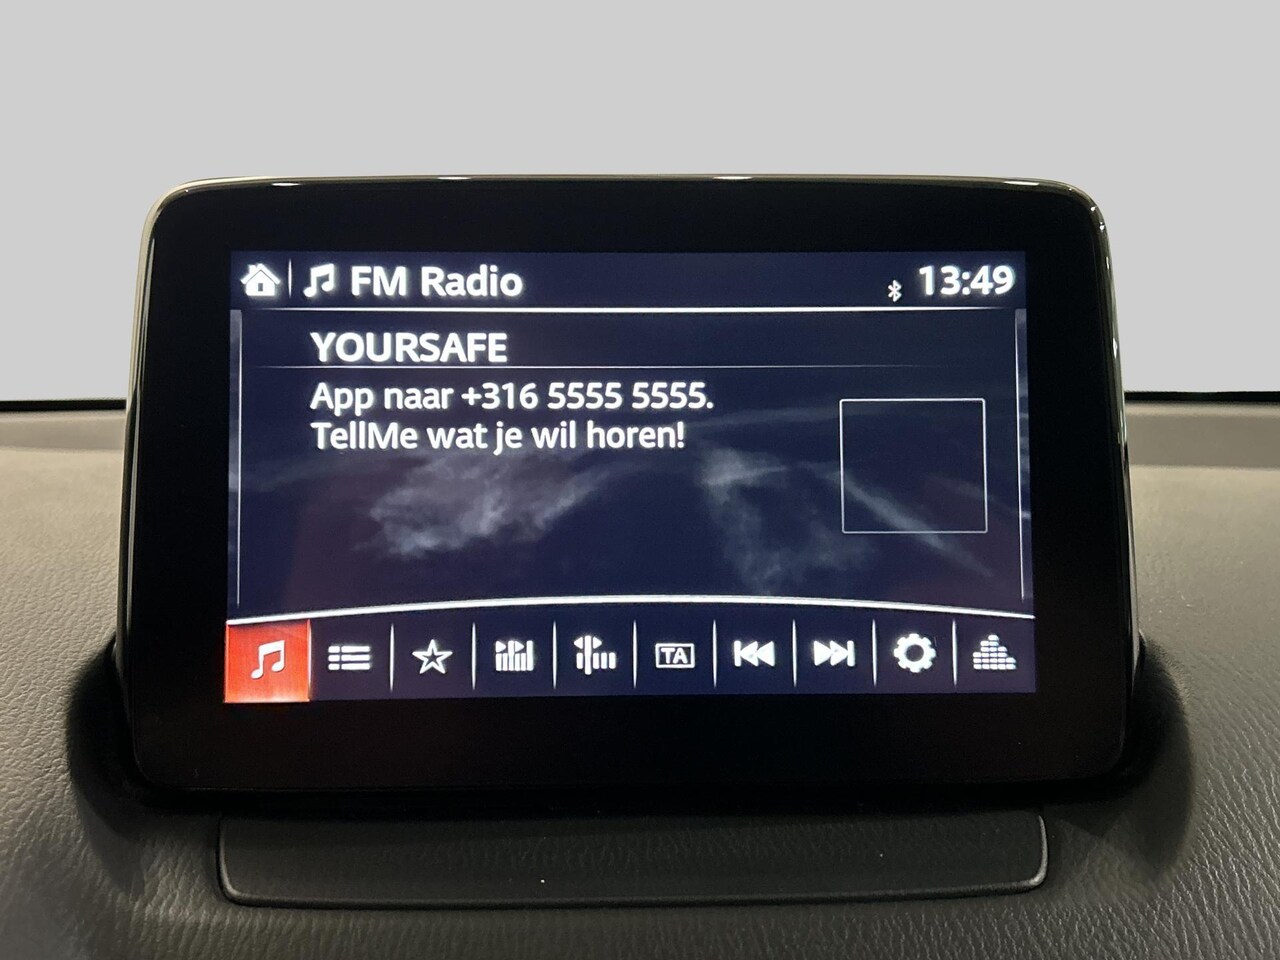 FM Radio
13:49
YOURSAFE
App naar +316 5555 5555.
TellMe wat je wil horen!
TA